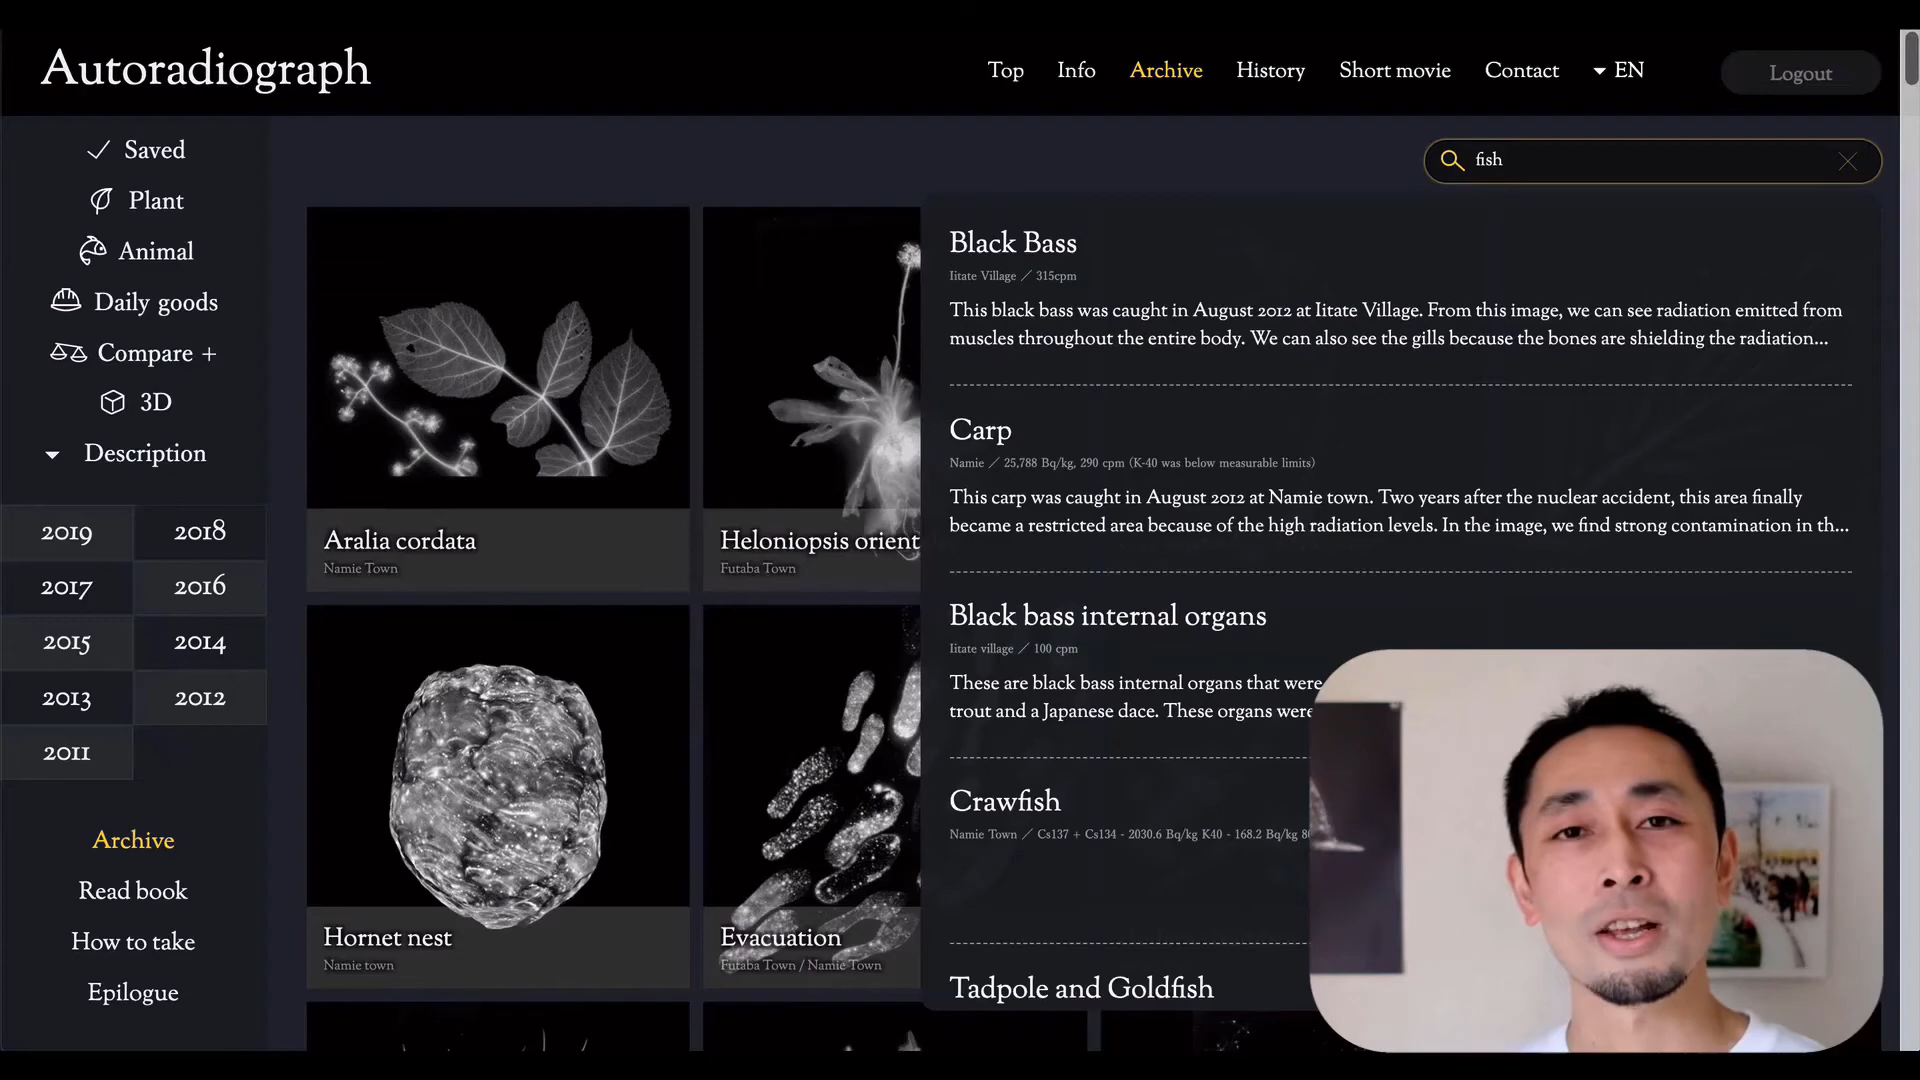 Autoradiograph
Top Info Archive History Short movie Contact EN Logout
Saved
Plant
Animal
Daily goods
Compare +
3D
Description
2019 2018
2017 2016
2015 2014
2013 2012
2011
Archive
Read book
How to take
Epilogue
fish
Aralia cordata
Namie Town
Heloniopsis orient
Futaba Town
Hornet nest
Namie town
Evacuation
Futaba Town / Namie Town
Black Bass
Iitate Village ／ 315cpm
This black bass was caught in August 2012 at Iitate Village. From this image, we can see radiation emitted from
muscles throughout the entire body. We can also see the gills because the bones are shielding the radiation...
Carp
Namie ／ 25,788 Bq/kg, 290 cpm (K-40 was below measurable limits)
This carp was caught in August 2012 at Namie town. Two years after the nuclear accident, this area finally
became a restricted area because of the high radiation levels. In the image, we find strong contamination in th...
Black bass internal organs
Iitate village ／ 100 cpm
These are black bass internal organs that were
trout and a Japanese dace. These organs were
Crawfish
Namie Town ／ Cs137 + Cs134 - 2030.6 Bq/kg K40 - 168.2 Bq/kg
Tadpole and Goldfish